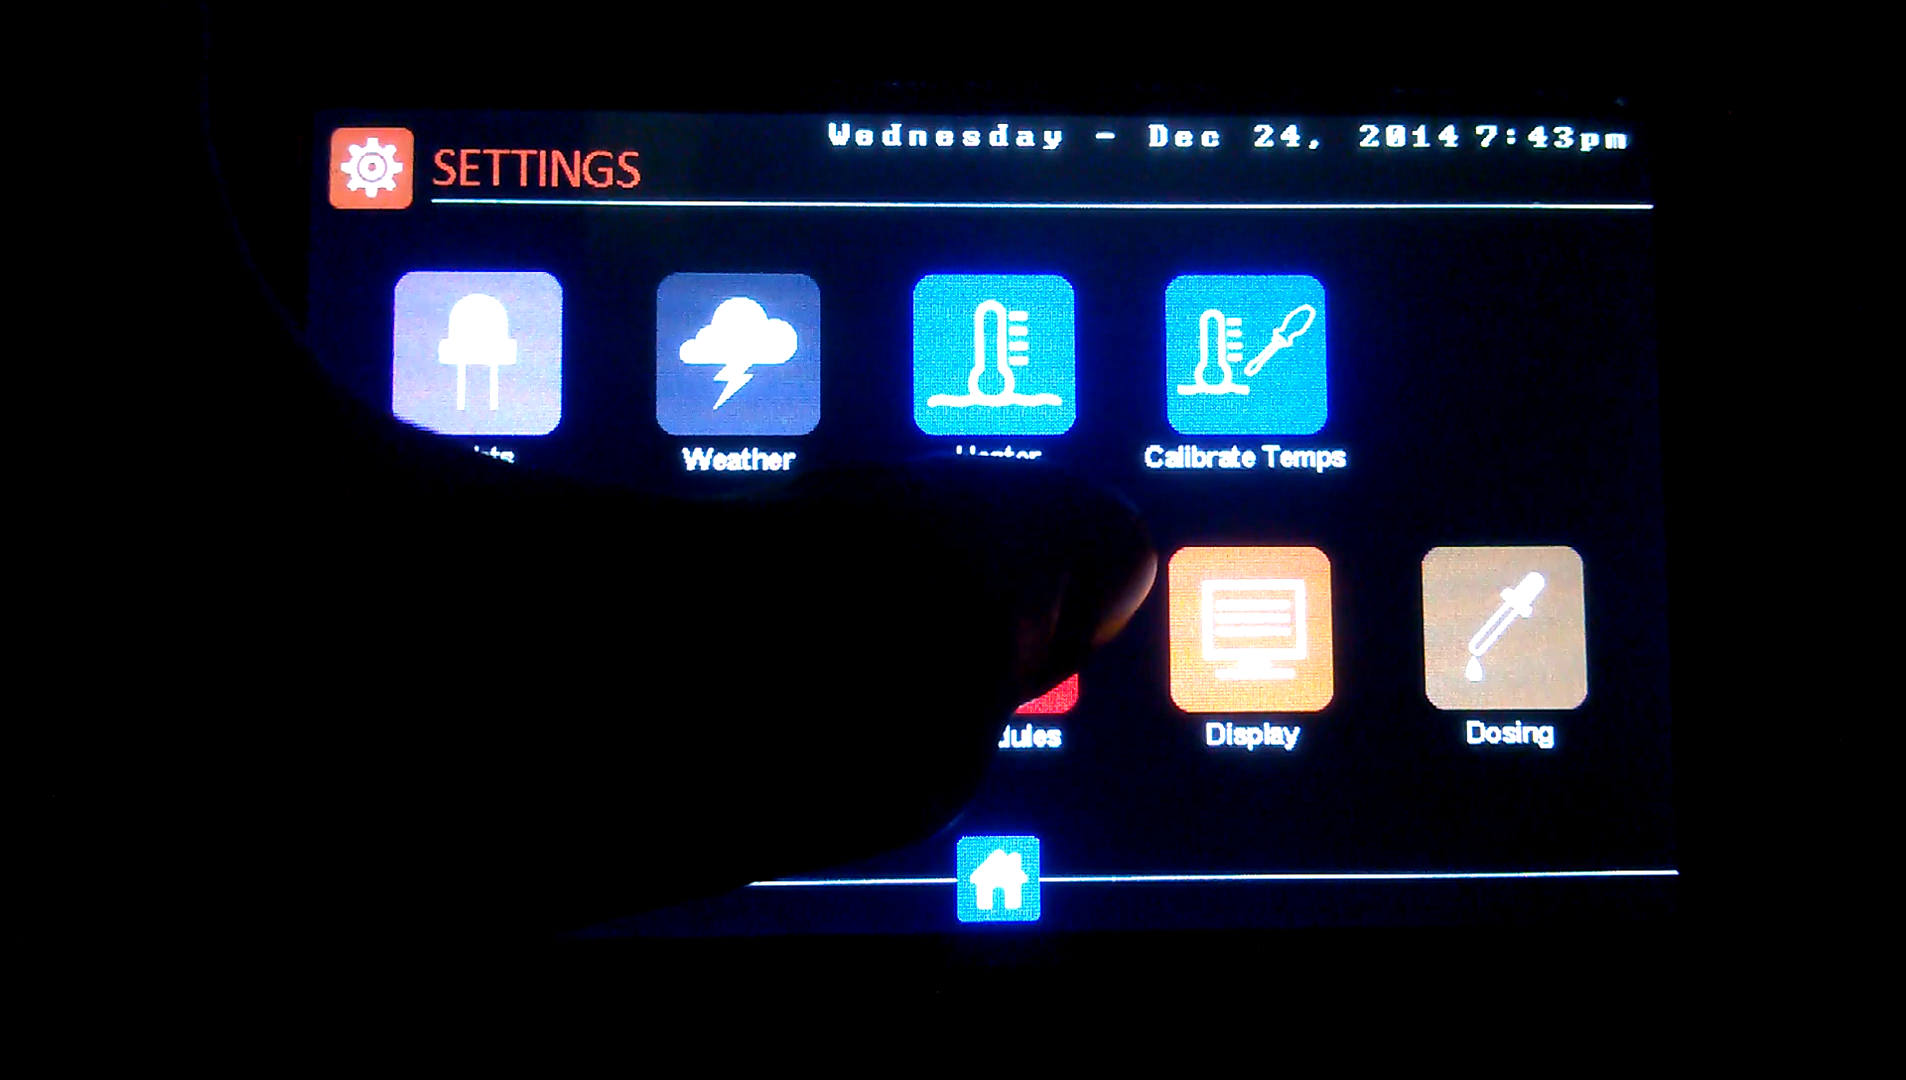 Wednesday - Dec 24, 2014 7:43pm
SETTINGS
Weather
Calibrate Temps
Display
Dosing